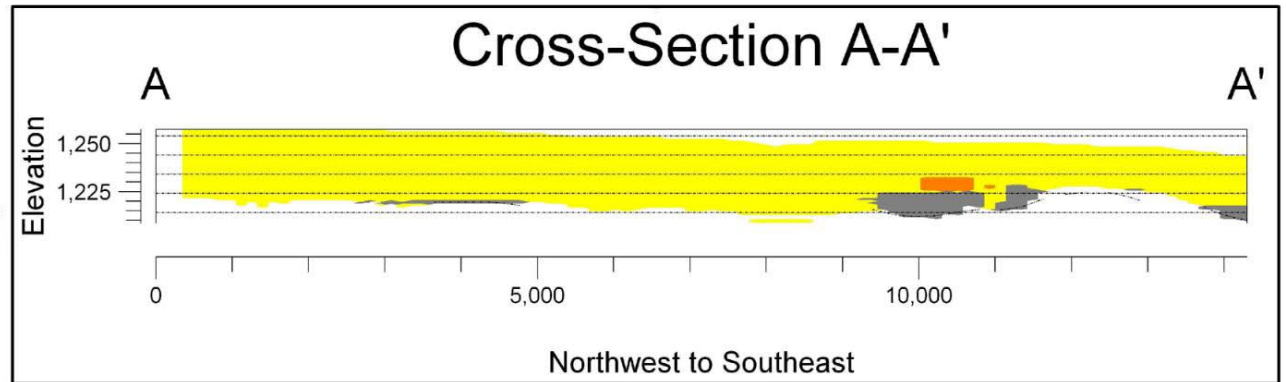 Cross-Section A-A'
A
A'
Elevation
1,250
1,225
0
5,000
10,000
Northwest to Southeast